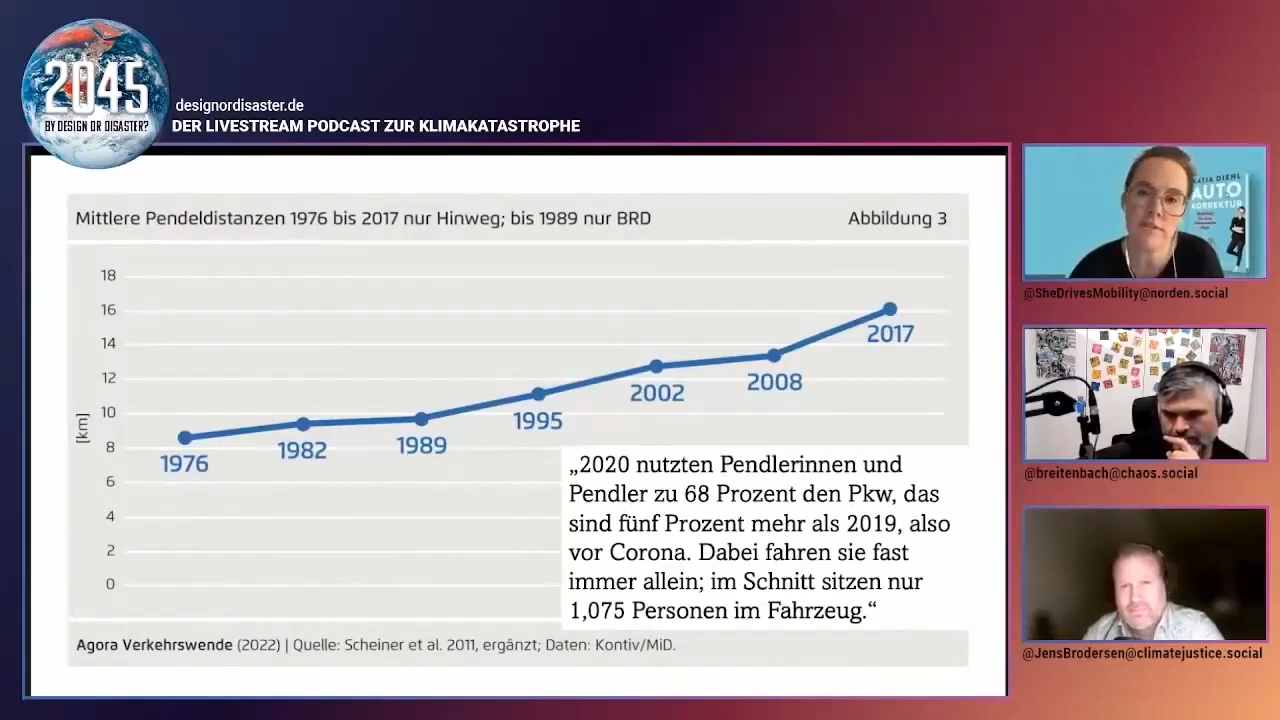 2045
BY DESIGN OR DISASTER?
designordisaster.de
DER LIVESTREAM PODCAST ZUR KLIMAKATASTROPHE
Mittlere Pendeldistanzen 1976 bis 2017 nur Hinweg; bis 1989 nur BRD
Abbildung 3
[km]
18
16
14
12
10
8
6
4
2
0
1976
1982
1989
1995
2002
2008
2017
„2020 nutzten Pendlerinnen und
Pendler zu 68 Prozent den Pkw, das
sind fünf Prozent mehr als 2019, also
vor Corona. Dabei fahren sie fast
immer allein; im Schnitt sitzen nur
1,075 Personen im Fahrzeug.“
Agora Verkehrswende (2022) | Quelle: Scheiner et al. 2011, ergänzt; Daten: Kontiv/MiD.
KATJA DIEHL
AUTO
KORREKTUR
@SheDrivesMobility@norden.social
@breitenbach@chaos.social
@JensBrodersen@climatejustice.social